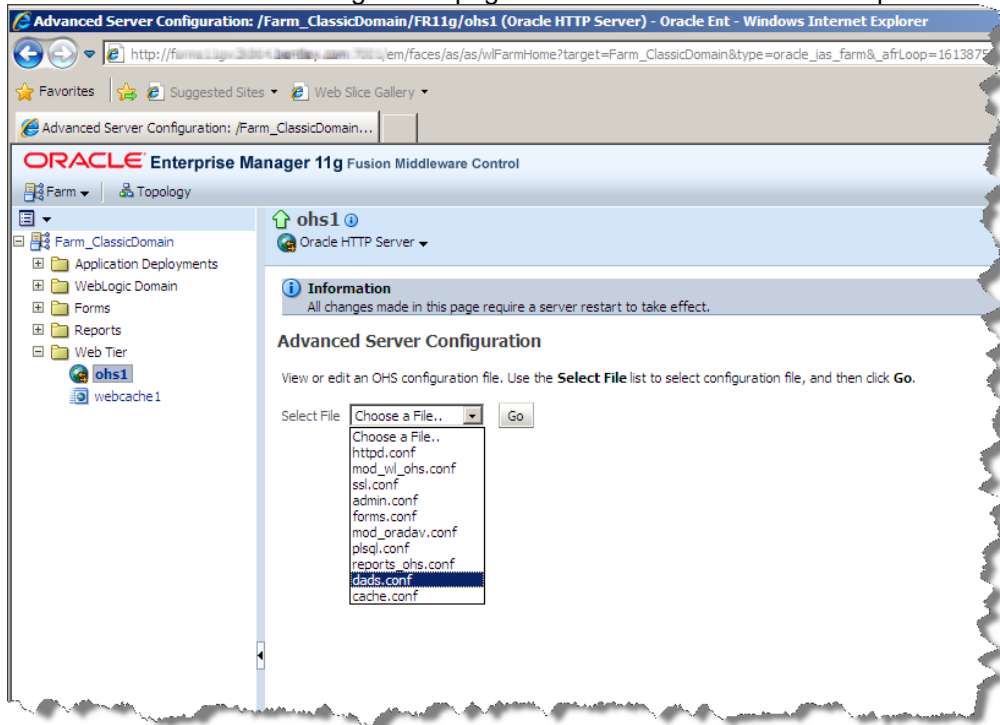 Advanced Server Configuration: /Farm_ClassicDomain/FR11g/ohs1 (Oracle HTTP Server) - Oracle Ent - Windows Internet Explorer
http:// /em/faces/as/as/wlFarmHome?target=Farm_ClassicDomain&type=oracle_ias_farm&_afrLoop=161387
Favorites Suggested Sites Web Slice Gallery
Advanced Server Configuration: /Farm_ClassicDomain...
ORACLE Enterprise Manager 11g Fusion Middleware Control
Farm Topology
ohs1
Oracle HTTP Server
Farm_ClassicDomain
Application Deployments
WebLogic Domain
Forms
Reports
Web Tier
ohs1
webcache1
Information
All changes made in this page require a server restart to take effect.
Advanced Server Configuration
View or edit an OHS configuration file. Use the Select File list to select configuration file, and then click Go.
Select File Choose a File.. Go
Choose a File..
httpd.conf
mod_wl_ohs.conf
ssl.conf
admin.conf
forms.conf
mod_oradav.conf
plsql.conf
reports_ohs.conf
dads.conf
cache.conf